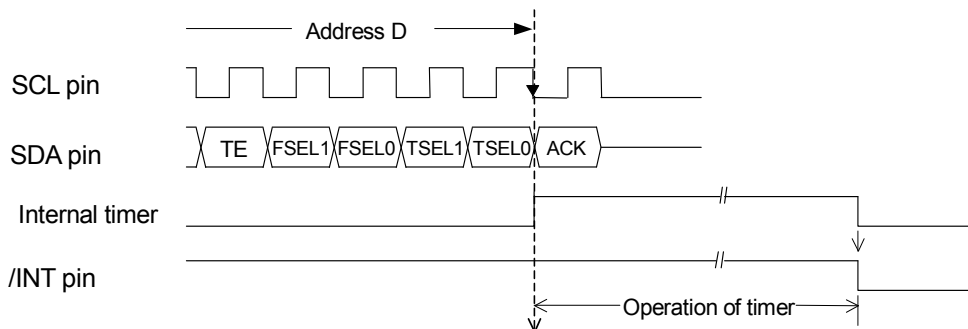 Address D
SCL pin
SDA pin
TE FSEL1 FSEL0 TSEL1 TSEL0 ACK
Internal timer
/INT pin
Operation of timer